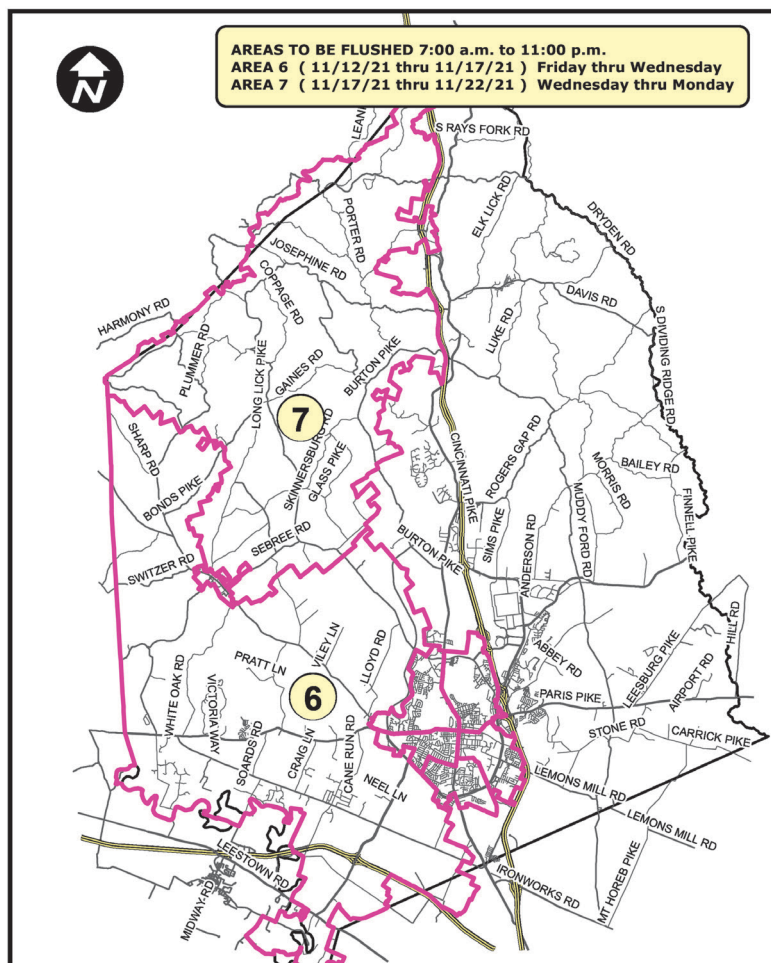 AREAS TO BE FLUSHED 7:00 a.m. to 11:00 p.m.
AREA 6 ( 11/12/21 thru 11/17/21 ) Friday thru Wednesday
AREA 7 ( 11/17/21 thru 11/22/21 ) Wednesday thru Monday
N
S RAYS FORK RD
PORTER RD
ELK LICK RD
DRYDEN RD
JOSEPHINE RD
COPPAGE RD
HARMONY RD
DAVIS RD
S DIVIDING RIDGE RD
LUKE RD
PLUMMER RD
LONG LICK PIKE
GAINES RD
BURTON PIKE
7
SKINNERSBURG RD
GLASS PIKE
CINCINNATI PIKE
ROGERS GAP RD
SHARP RD
BONDS PIKE
MORRIS RD
BAILEY RD
MUDDY FORD RD
FINNELL PIKE
SEBREE RD
SWITZER RD
BURTON PIKE
SIMS PIKE
ANDERSON RD
WHITE OAK RD
PRATT LN
VILEY LN
LLOYD RD
ABBEY RD
LEESBURG PIKE
HILL RD
AIRPORT RD
6
VICTORIA WAY
PARIS PIKE
STONE RD
CARRICK PIKE
SOARDS RD
CRAIG LN
CANE RUN RD
NEEL LN
LEMONS MILL RD
LEMONS MILL RD
LEESTOWN RD
MIDWAY RD
IRONWORKS RD
MT HOREB PIKE